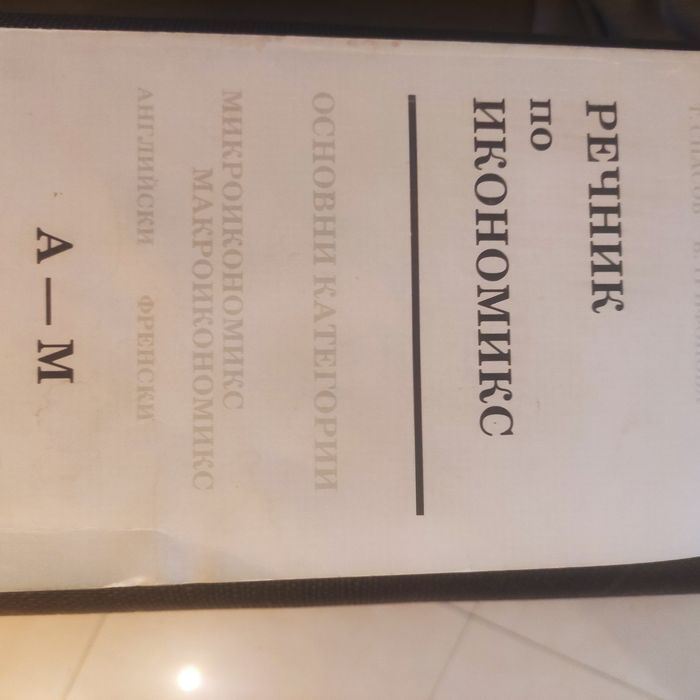 РЕЧНИК
ПО
ИКОНОМИКС
ОСНОВНИ КАТЕГОРИИ
МИКРОИКОНОМИКС
МАКРОИКОНОМИКС
АНГЛИЙСКИ ФРЕНСКИ
А — М